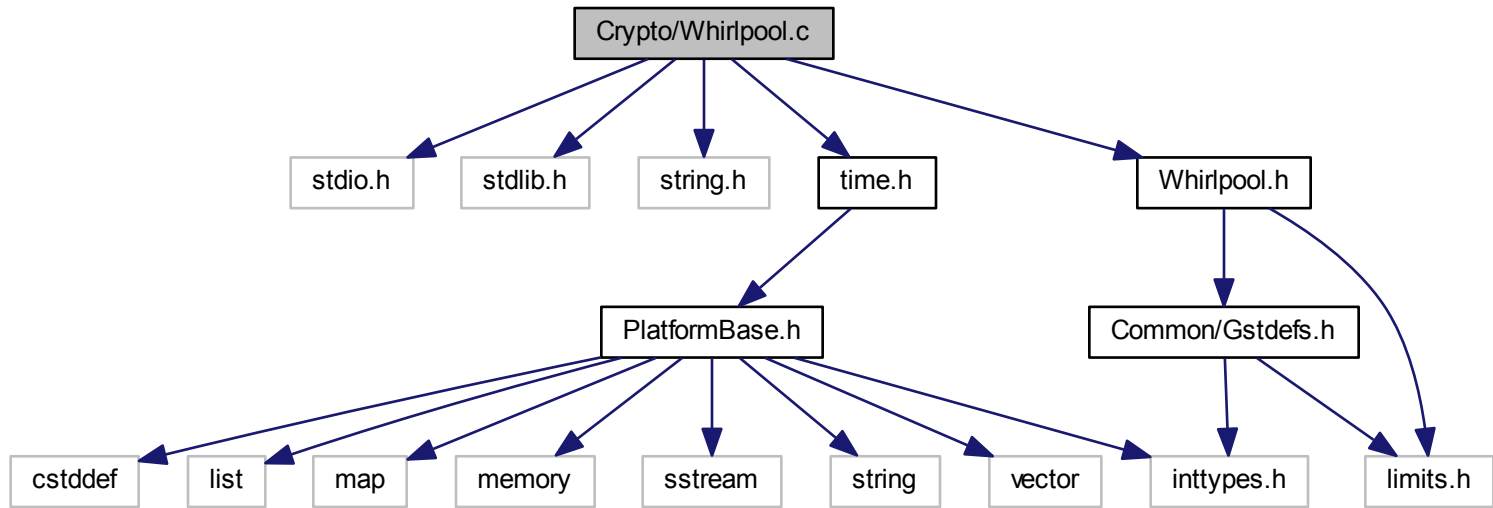 Crypto/Whirlpool.c
stdio.h
stdlib.h
string.h
time.h
Whirlpool.h
PlatformBase.h
Common/Gstdefs.h
cstddef
list
map
memory
sstream
string
vector
inttypes.h
limits.h